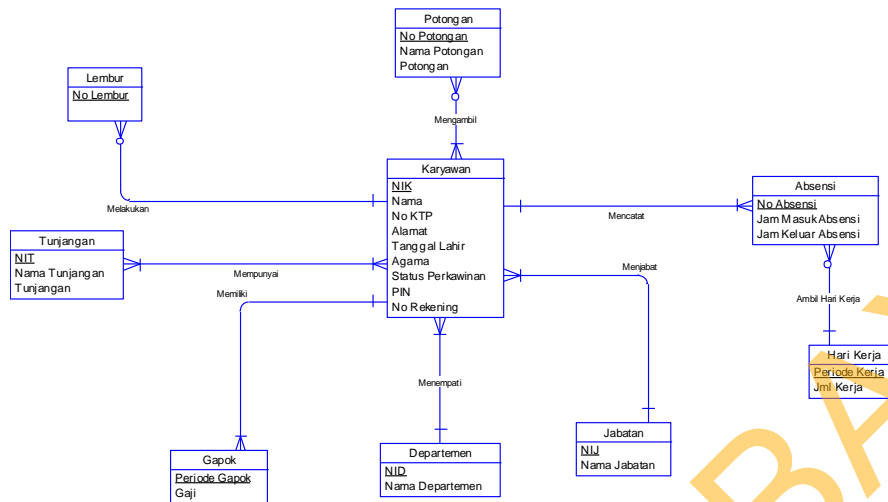 Potongan
No Potongan
Nama Potongan
Potongan
Lembur
No Lembur
Mengambil
Karyawan
NIK
Nama
No KTP
Alamat
Tanggal Lahir
Agama
Status Perkawinan
PIN
No Rekening
Melakukan
Absensi
No Absensi
Jam Masuk Absensi
Jam Keluar Absensi
Mencatat
Tunjangan
NIT
Nama Tunjangan
Tunjangan
Mempunyai
Menjabat
Memiliki
Ambil Hari Kerja
Hari Kerja
Periode Kerja
Jml Kerja
Menempati
Gapok
Periode Gapok
Gaji
Departemen
NID
Nama Departemen
Jabatan
NIJ
Nama Jabatan
BA